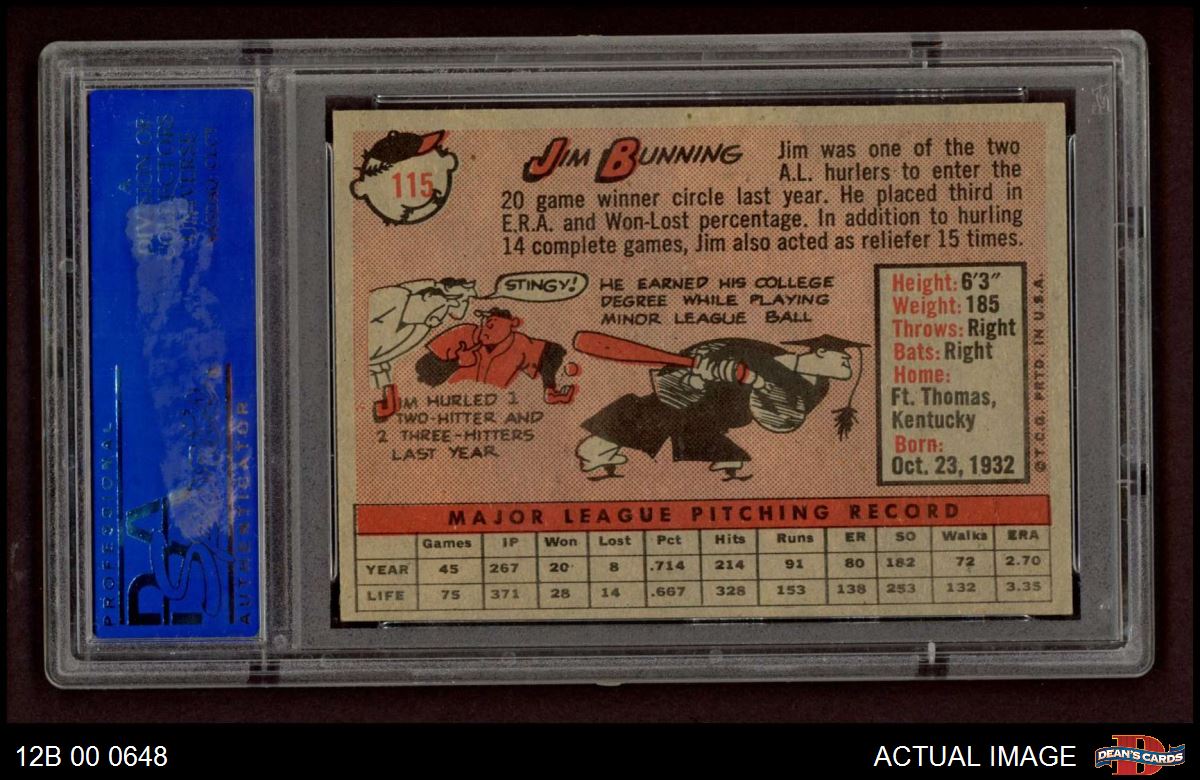 115
JIM BUNNING
Jim was one of the two
A.L. hurlers to enter the
20 game winner circle last year. He placed third in
E.R.A. and Won-Lost percentage. In addition to hurling
14 complete games, Jim also acted as reliefer 15 times.
STINGY!
HE EARNED HIS COLLEGE
DEGREE WHILE PLAYING
MINOR LEAGUE BALL
JIM HURLED 1
TWO-HITTER AND
2 THREE-HITTERS
LAST YEAR
Height: 6'3"
Weight: 185
Throws: Right
Bats: Right
Home:
Ft. Thomas,
Kentucky
Born:
Oct. 23, 1932
©T.C.G. PRTD. IN U.S.A.
MAJOR LEAGUE PITCHING RECORD
Games IP Won Lost Pct Hits Runs ER SO Walks ERA
YEAR 45 267 20 8 .714 214 91 80 182 72 2.70
LIFE 75 371 28 14 .667 328 153 138 253 132 3.35
PROFESSIONAL
PSA
AUTHENTICATOR
12B 00 0648
ACTUAL IMAGE
DEAN'S CARDS